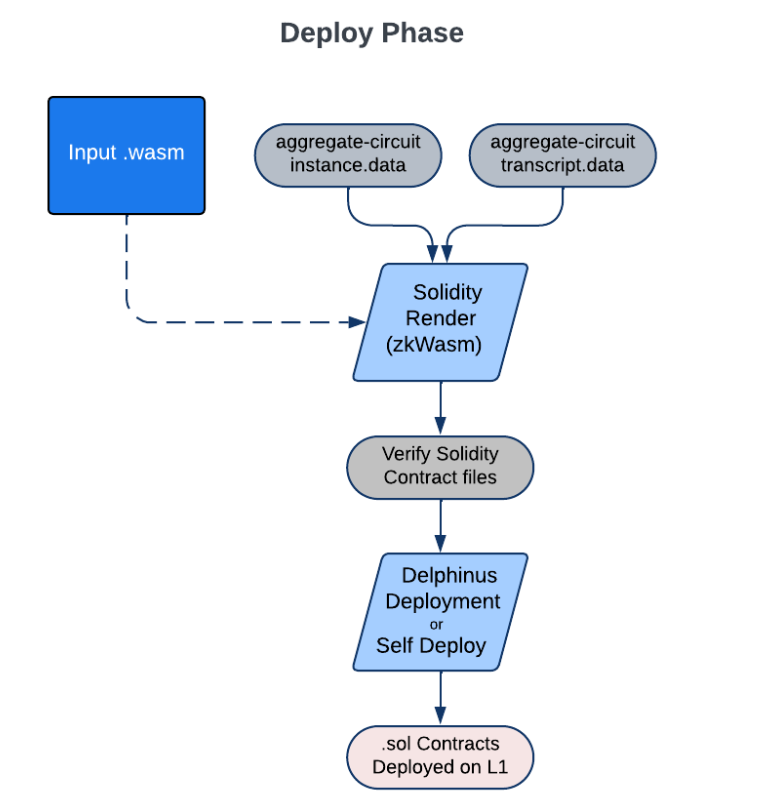 Deploy Phase
Input .wasm
aggregate-circuit
instance.data
aggregate-circuit
transcript.data
Solidity
Render
(zkWasm)
Verify Solidity
Contract files
Delphinus
Deployment
or
Self Deploy
.sol Contracts
Deployed on L1